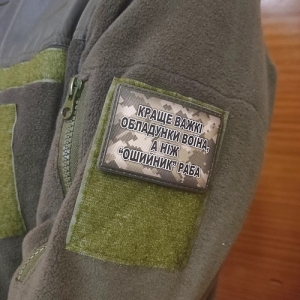 КРАЩЕ ВАЖКІ
ОБЛАДУНКИ ВОЇНА,
А НІЖ
"ОШИЙНИК" РАБА